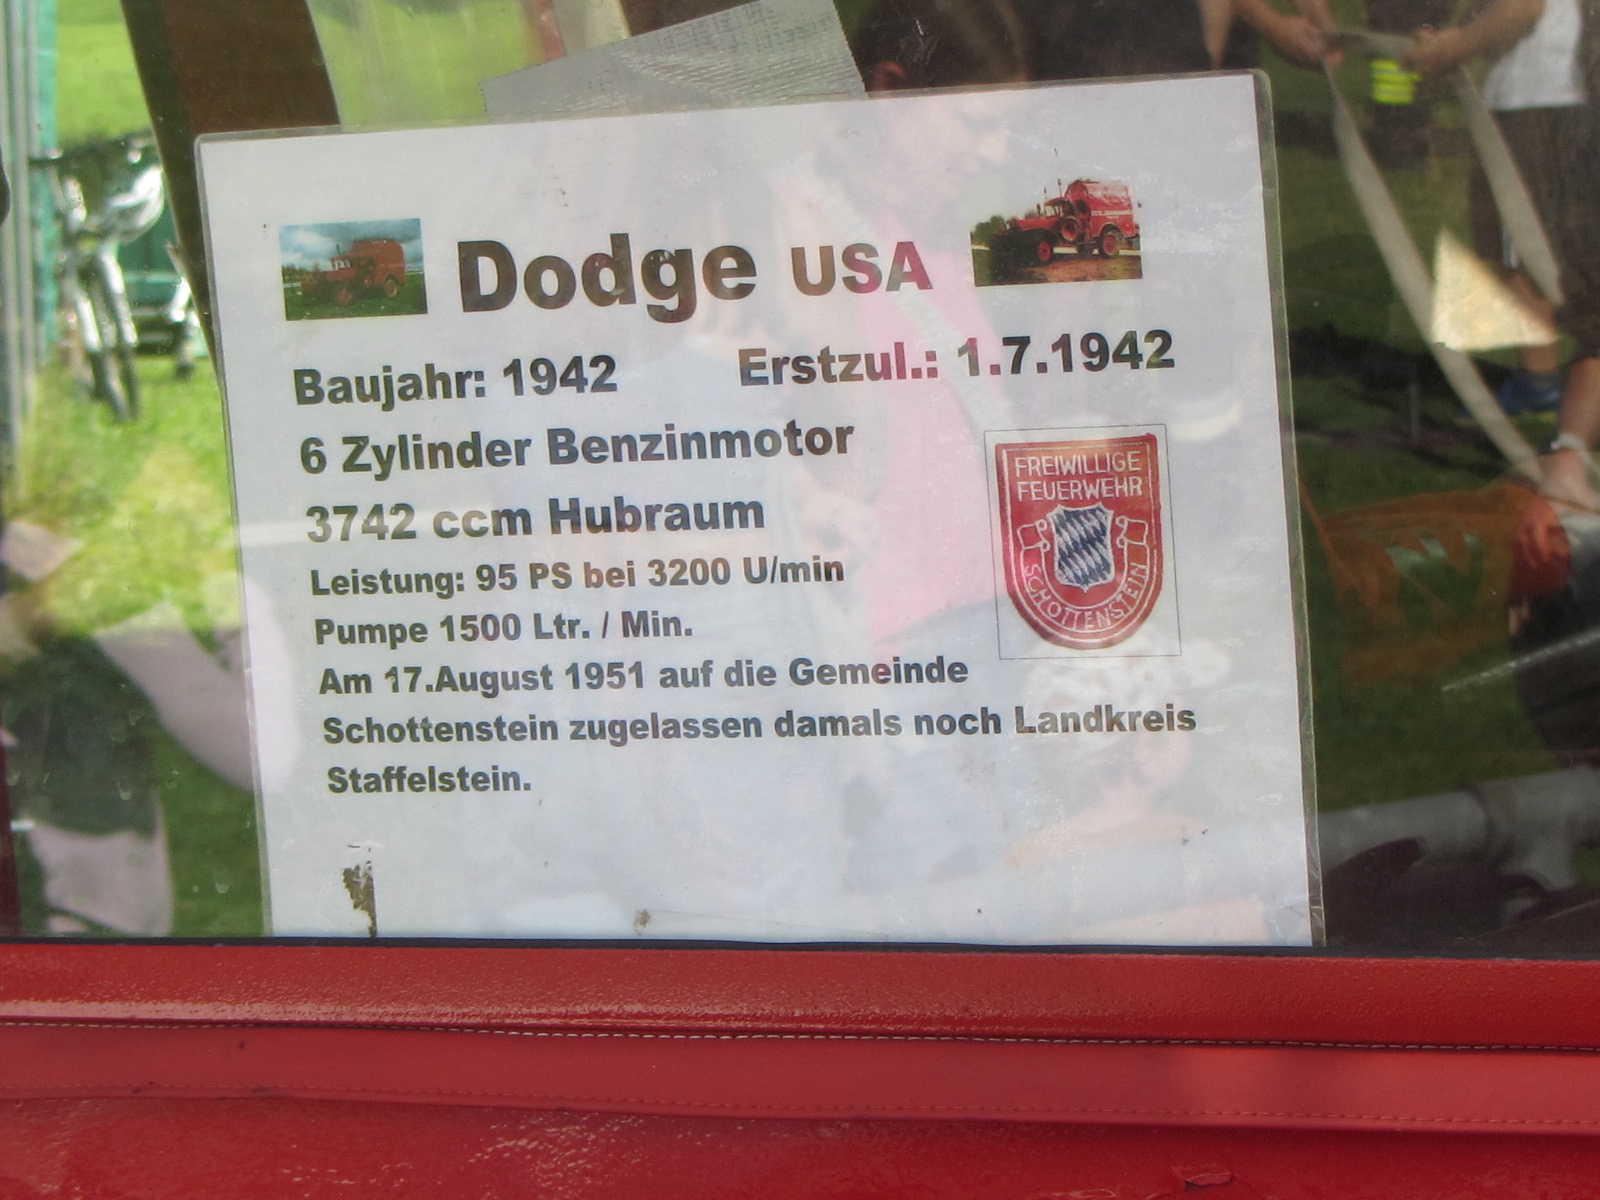 Dodge USA
Baujahr: 1942 Erstzul.: 1.7.1942
6 Zylinder Benzinmotor
3742 ccm Hubraum
Leistung: 95 PS bei 3200 U/min
Pumpe 1500 Ltr. / Min.
Am 17.August 1951 auf die Gemeinde
Schottenstein zugelassen damals noch Landkreis
Staffelstein.
FREIWILLIGE
FEUERWEHR
SCHOTTENSTEIN